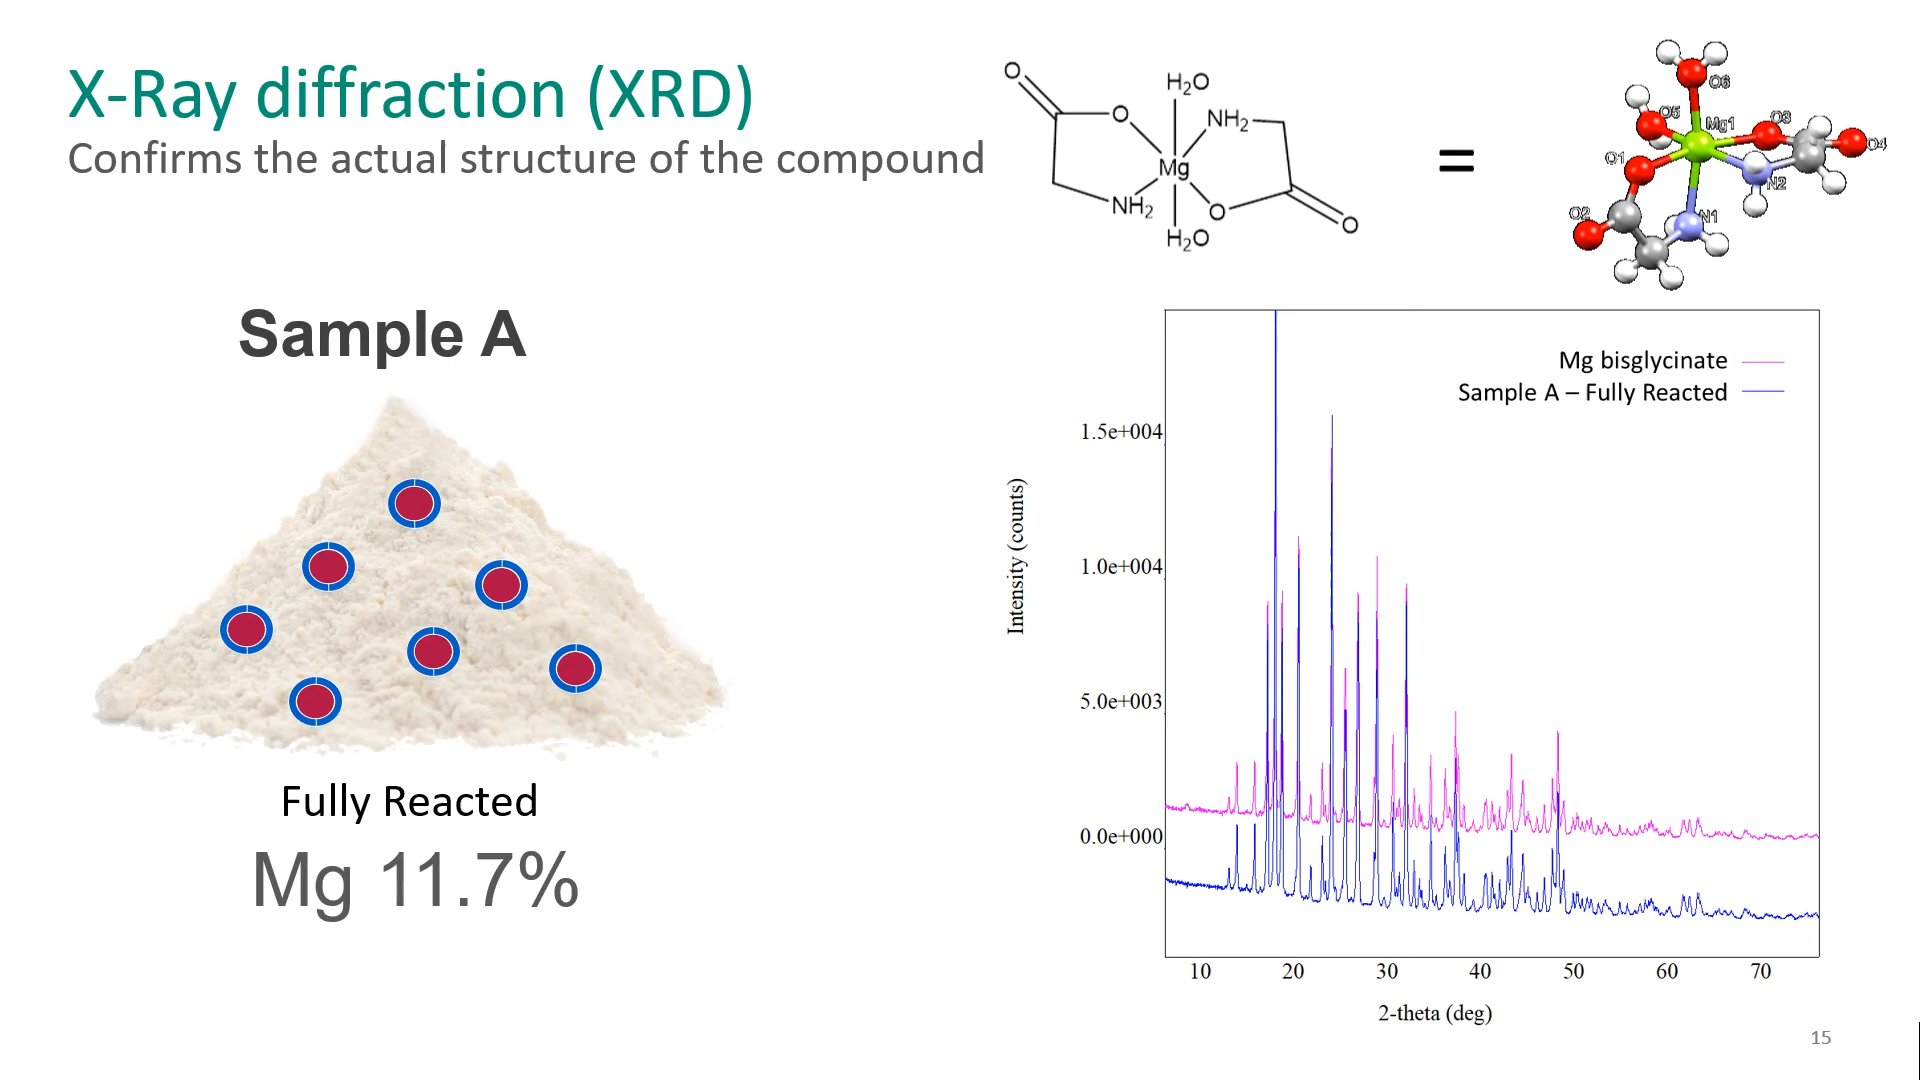 X-Ray diffraction (XRD)
Confirms the actual structure of the compound
O
O
H₂O
NH₂
Mg
NH₂
O
O
H₂O
=
O6
O5
Mg1
O3
O4
O1
N2
O2
N1
Sample A
Fully Reacted
Mg 11.7%
Mg bisglycinate
Sample A – Fully Reacted
Intensity (counts)
1.5e+004
1.0e+004
5.0e+003
0.0e+000
10 20 30 40 50 60 70
2-theta (deg)
15